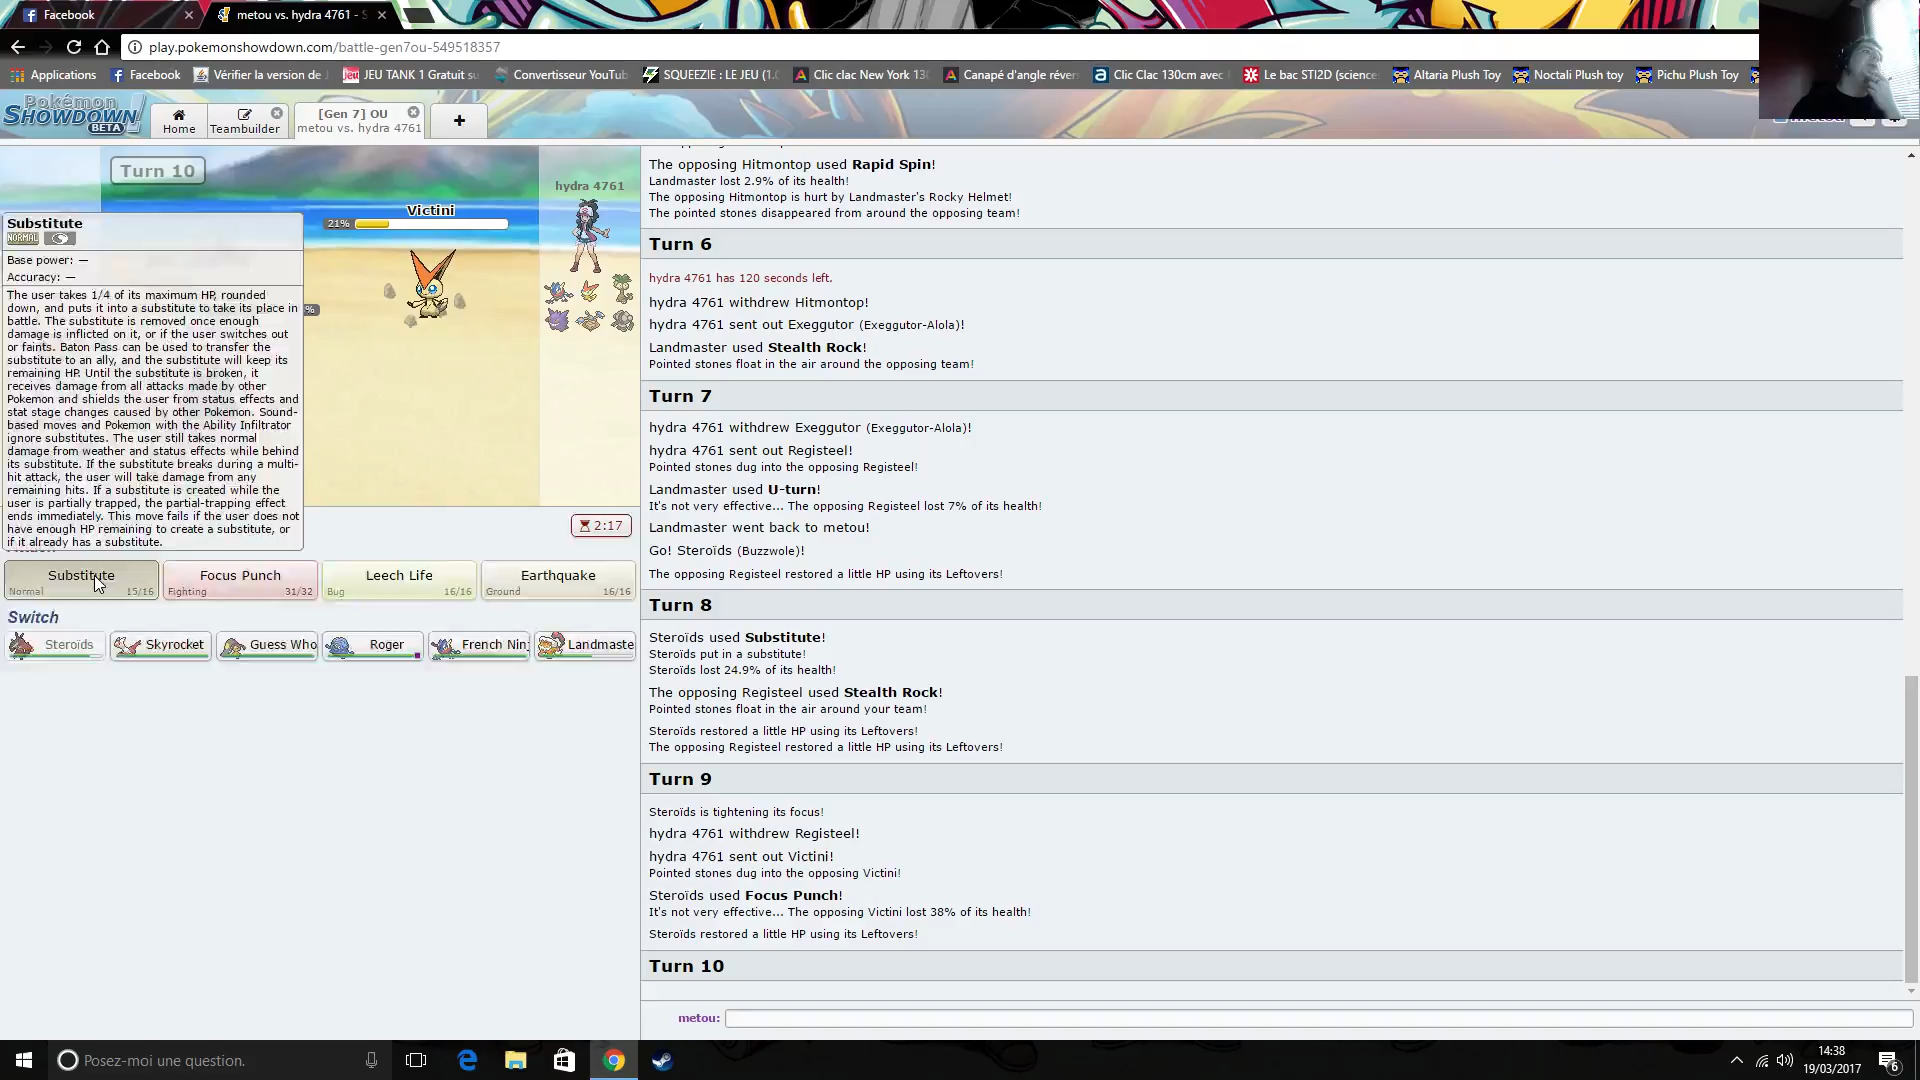 Facebook
metou vs. hydra 4761 - S
play.pokemonshowdown.com/battle-gen7ou-549518357
Applications
Facebook
Vérifier la version de J
jeu JEU TANK 1 Gratuit su
Convertisseur YouTub
SQUEEZIE : LE JEU (1.0
Clic clac New York 13
Canapé d'angle réver
Clic Clac 130cm avec
Le bac STI2D (science
Altaria Plush Toy
Noctali Plush toy
Pichu Plush Toy
Pokémon
SHOWDOWN!
BETA
Home
Teambuilder
[Gen 7] OU
metou vs. hydra 4761
+
Turn 10
hydra 4761
Victini
21%
Substitute
NORMAL
Base power: —
Accuracy: —
The user takes 1/4 of its maximum HP, rounded
down, and puts it into a substitute to take its place in
battle. The substitute is removed once enough
damage is inflicted on it, or if the user switches out
or faints. Baton Pass can be used to transfer the
substitute to an ally, and the substitute will keep its
remaining HP. Until the substitute is broken, it
receives damage from all attacks made by other
Pokemon and shields the user from status effects and
stat stage changes caused by other Pokemon. Sound-
based moves and Pokemon with the Ability Infiltrator
ignore substitutes. The user still takes normal
damage from weather and status effects while behind
its substitute. If the substitute breaks during a multi-
hit attack, the user will take damage from any
remaining hits. If a substitute is created while the
user is partially trapped, the partial-trapping effect
ends immediately. This move fails if the user does not
have enough HP remaining to create a substitute, or
if it already has a substitute.
%
2:17
Substitute
Normal 15/16
Focus Punch
Fighting 31/32
Leech Life
Bug 16/16
Earthquake
Ground 16/16
Switch
Steroïds
Skyrocket
Guess Who
Roger
French Nin
Landmaste
The opposing Hitmontop used Rapid Spin!
Landmaster lost 2.9% of its health!
The opposing Hitmontop is hurt by Landmaster's Rocky Helmet!
The pointed stones disappeared from around the opposing team!
Turn 6
hydra 4761 has 120 seconds left.
hydra 4761 withdrew Hitmontop!
hydra 4761 sent out Exeggutor (Exeggutor-Alola)!
Landmaster used Stealth Rock!
Pointed stones float in the air around the opposing team!
Turn 7
hydra 4761 withdrew Exeggutor (Exeggutor-Alola)!
hydra 4761 sent out Registeel!
Pointed stones dug into the opposing Registeel!
Landmaster used U-turn!
It's not very effective... The opposing Registeel lost 7% of its health!
Landmaster went back to metou!
Go! Steroïds (Buzzwole)!
The opposing Registeel restored a little HP using its Leftovers!
Turn 8
Steroïds used Substitute!
Steroïds put in a substitute!
Steroïds lost 24.9% of its health!
The opposing Registeel used Stealth Rock!
Pointed stones float in the air around your team!
Steroïds restored a little HP using its Leftovers!
The opposing Registeel restored a little HP using its Leftovers!
Turn 9
Steroïds is tightening its focus!
hydra 4761 withdrew Registeel!
hydra 4761 sent out Victini!
Pointed stones dug into the opposing Victini!
Steroïds used Focus Punch!
It's not very effective... The opposing Victini lost 38% of its health!
Steroïds restored a little HP using its Leftovers!
Turn 10
metou:
Posez-moi une question.
14:38
19/03/2017
6